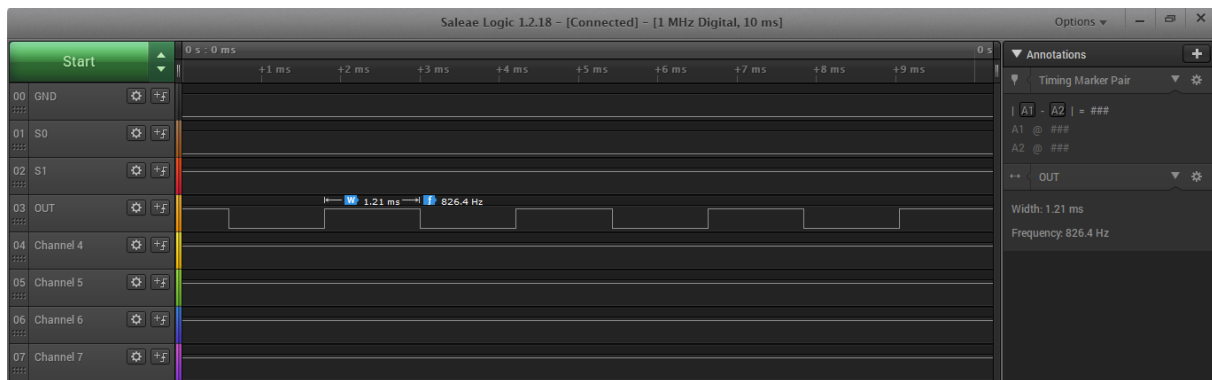 Saleae Logic 1.2.18 – [Connected] – [1 MHz Digital, 10 ms]
Options
Start
0 s : 0 ms
0 s
+1 ms
+2 ms
+3 ms
+4 ms
+5 ms
+6 ms
+7 ms
+8 ms
+9 ms
00 GND
01 S0
02 S1
03 OUT
W 1.21 ms f 826.4 Hz
04 Channel 4
05 Channel 5
06 Channel 6
07 Channel 7
Annotations
Timing Marker Pair
| A1 - A2 | = ###
A1 @ ###
A2 @ ###
OUT
Width: 1.21 ms
Frequency: 826.4 Hz